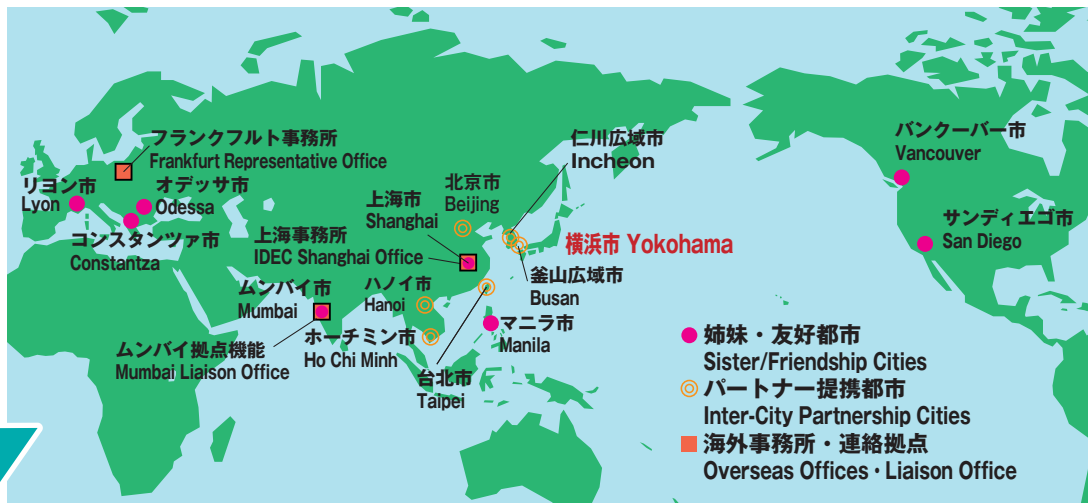 フランクフルト事務所
Frankfurt Representative Office
リヨン市
Lyon
オデッサ市
Odessa
コンスタンツァ市
Constantza
上海市
Shanghai
上海事務所
IDEC Shanghai Office
北京市
Beijing
仁川広域市
Incheon
横浜市 Yokohama
釜山広域市
Busan
ムンバイ市
Mumbai
ムンバイ拠点機能
Mumbai Liaison Office
ハノイ市
Hanoi
ホーチミン市
Ho Chi Minh
台北市
Taipei
マニラ市
Manila
バンクーバー市
Vancouver
サンディエゴ市
San Diego
姉妹・友好都市
Sister/Friendship Cities
パートナー提携都市
Inter-City Partnership Cities
海外事務所・連絡拠点
Overseas Offices・Liaison Office